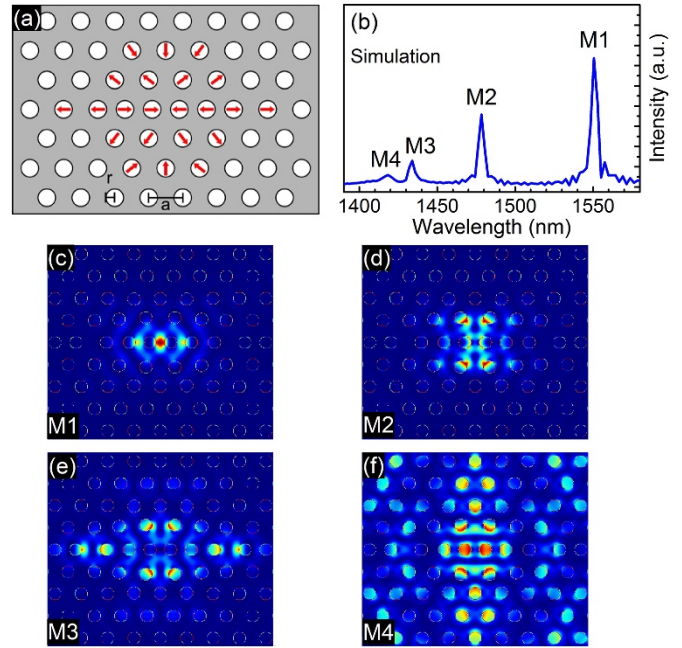 (a)
r
a
(b)
Simulation
M1
M2
M3
M4
Intensity (a.u.)
1400 1450 1500 1550
Wavelength (nm)
(c)
M1
(d)
M2
(e)
M3
(f)
M4